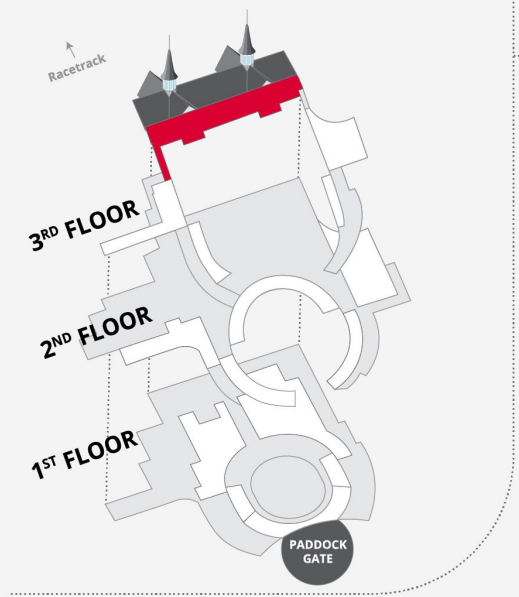 Racetrack
3RD FLOOR
2ND FLOOR
1ST FLOOR
PADDOCK
GATE